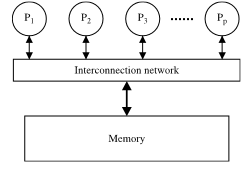 P1 P2 P3 ...... Pp
Interconnection network
Memory